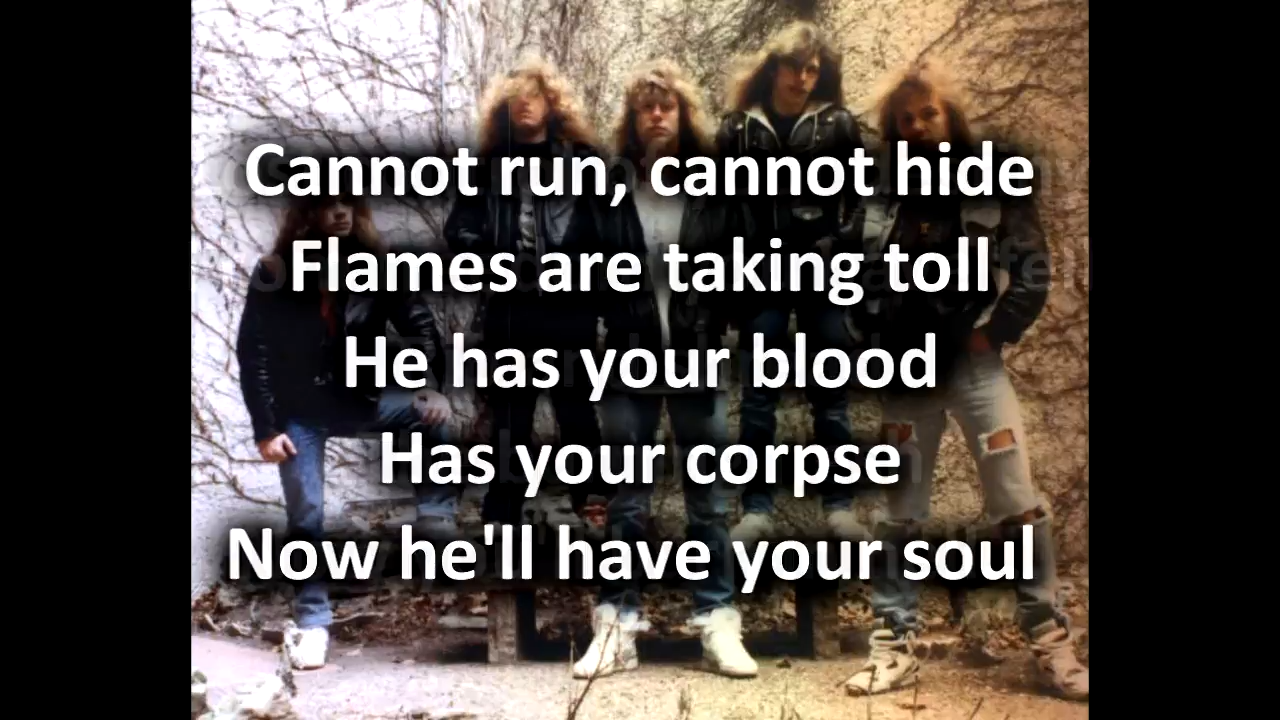 Cannot run, cannot hide
Flames are taking toll
He has your blood
Has your corpse
Now he'll have your soul